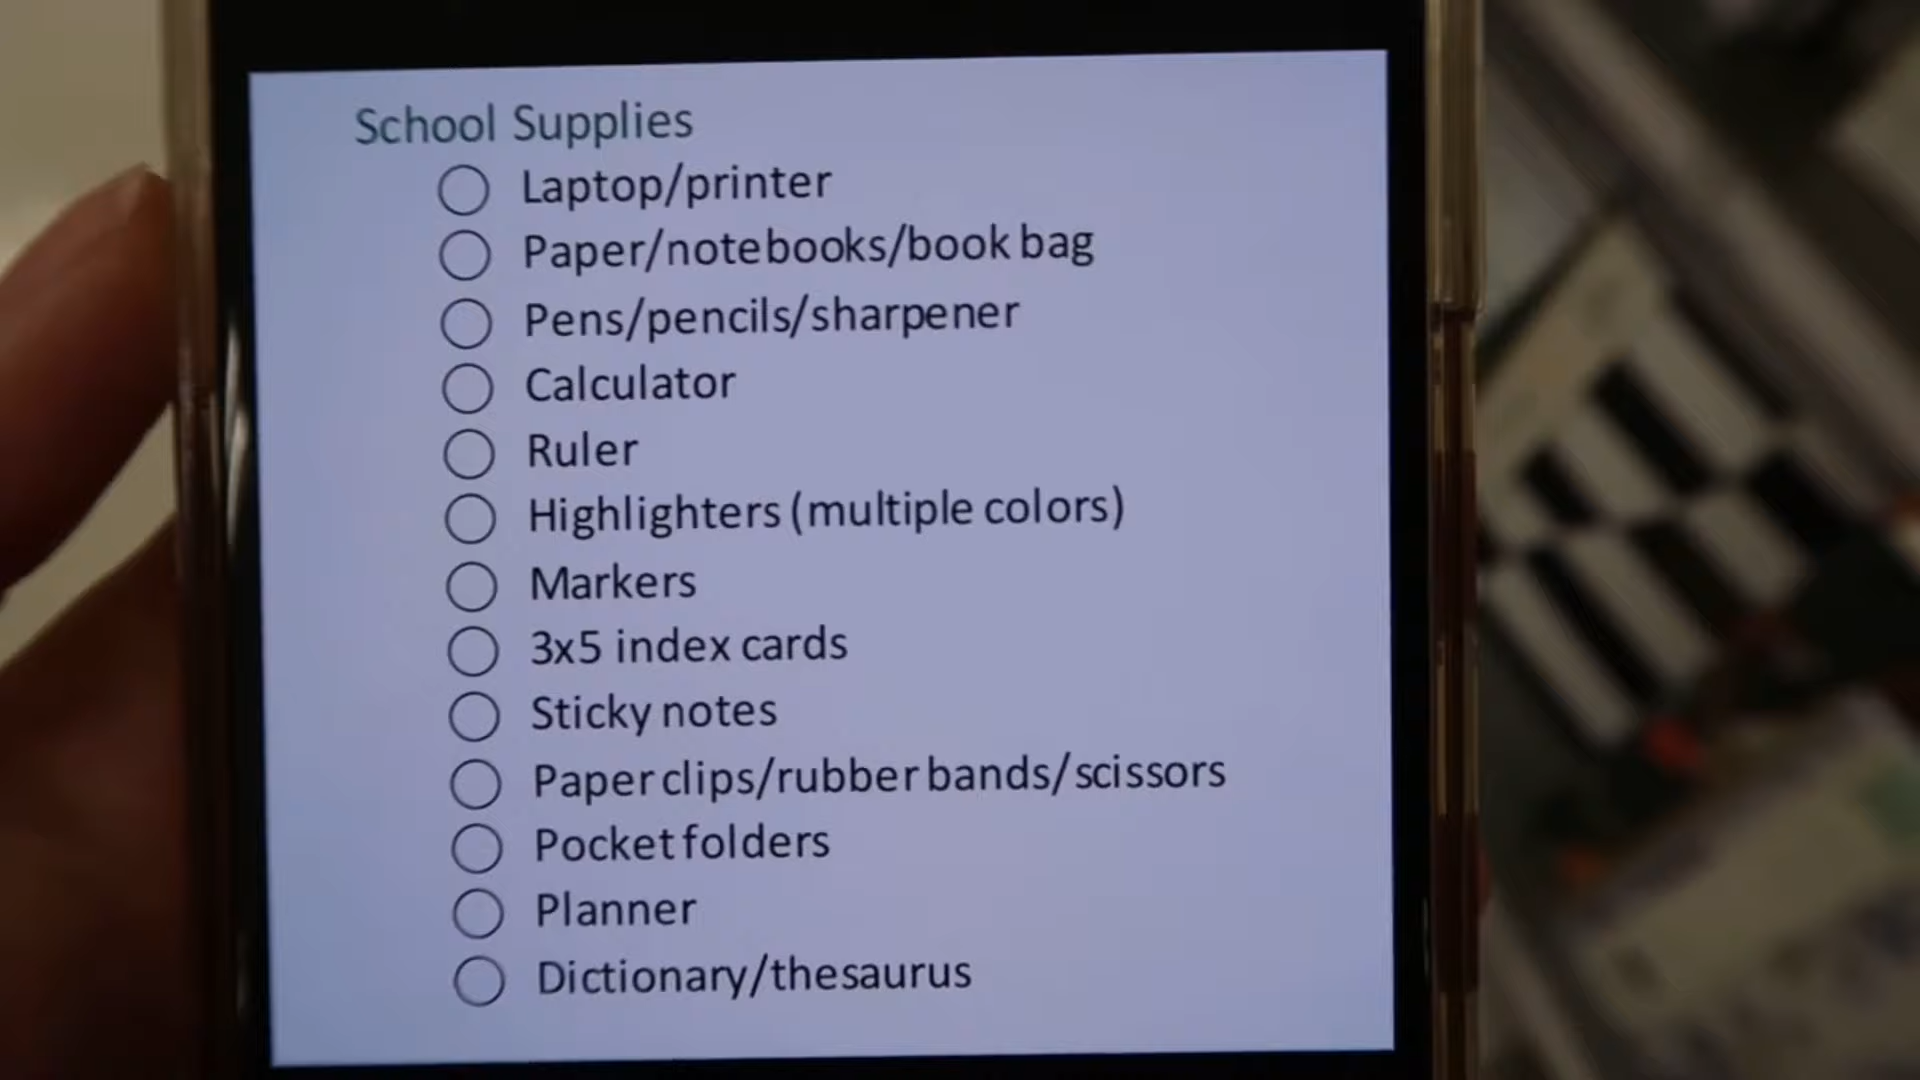 School Supplies
Laptop/printer
Paper/notebooks/book bag
Pens/pencils/sharpener
Calculator
Ruler
Highlighters (multiple colors)
Markers
3x5 index cards
Sticky notes
Paper clips/rubber bands/scissors
Pocket folders
Planner
Dictionary/thesaurus